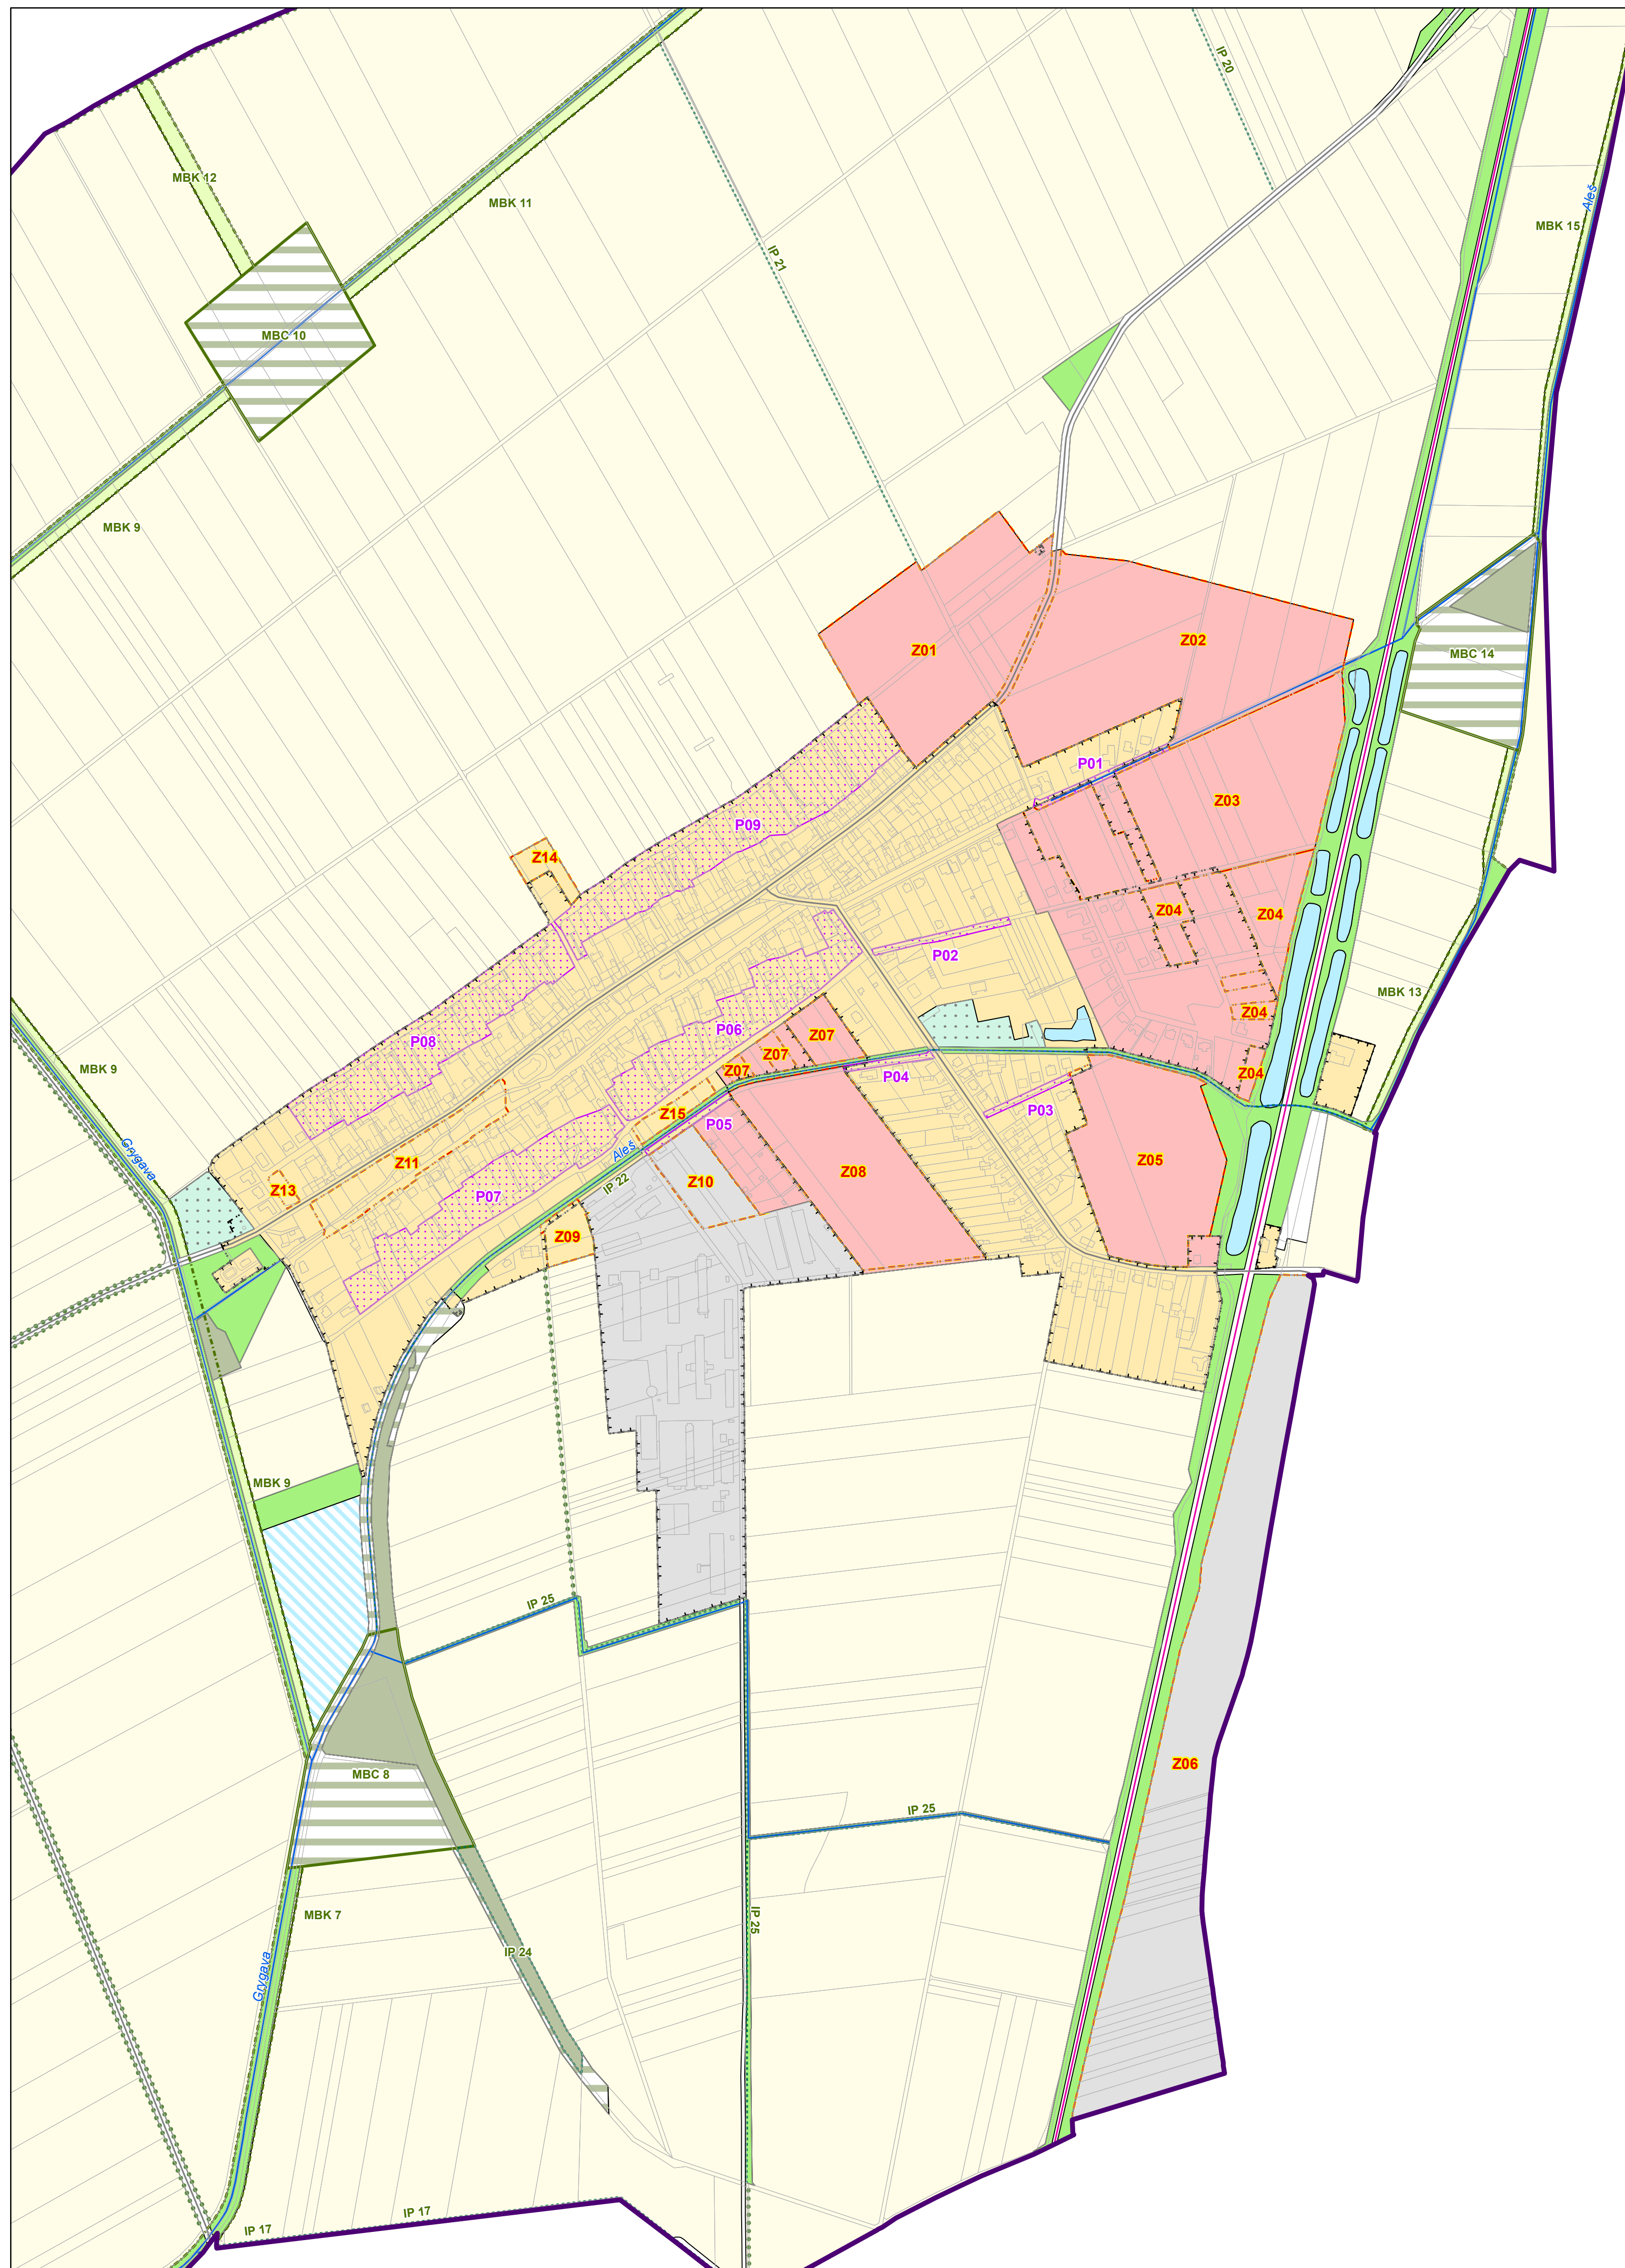 IP 20
MBK 12
MBK 11
Aleš
MBK 15
IP 21
MBC 10
MBK 9
Z01
Z02
MBC 14
P01
Z03
P09
Z14
Z04
Z04
P02
MBK 13
Z04
P08
P06
Z07
Z07
Z07
MBK 9
Z04
P04
P03
Z15
P05
Grygava
Aleš
Z11
Z05
Z08
IP 22
Z10
Z13
P07
Z09
MBK 9
IP 25
Z06
MBC 8
IP 25
MBK 7
IP 25
IP 24
Grygava
IP 17
IP 17